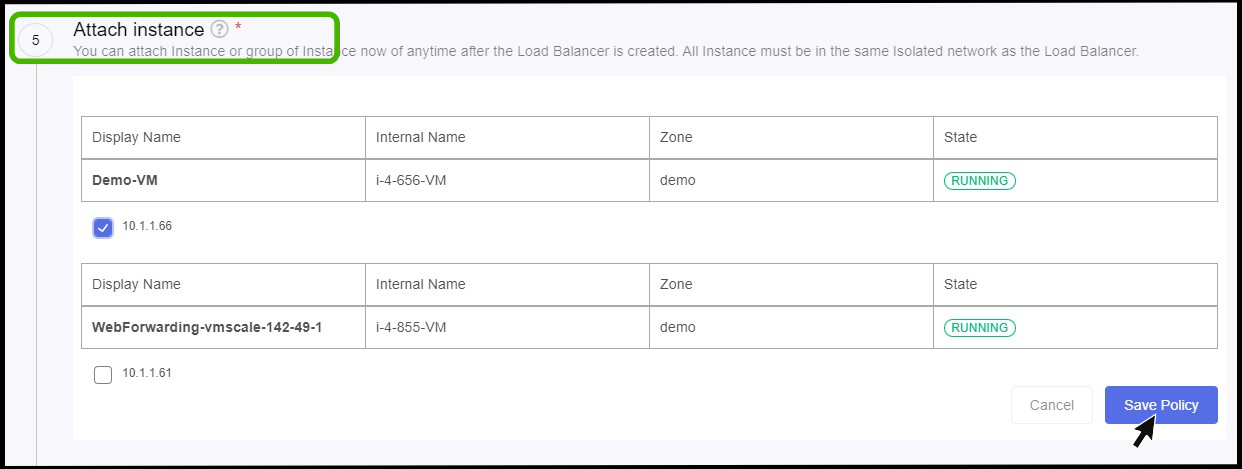 5
Attach instance ? *
You can attach Instance or group of Instance now of anytime after the Load Balancer is created. All Instance must be in the same Isolated network as the Load Balancer.
Display Name Internal Name Zone State
Demo-VM i-4-656-VM demo RUNNING
10.1.1.66
Display Name Internal Name Zone State
WebForwarding-vmscale-142-49-1 i-4-855-VM demo RUNNING
10.1.1.61
Cancel Save Policy